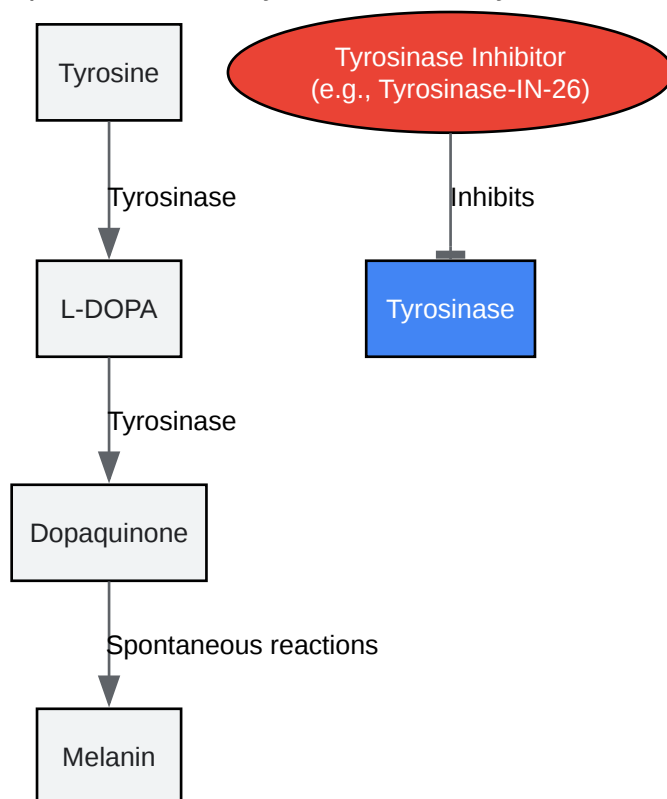 Tyrosine
Tyrosinase Inhibitor
(e.g., Tyrosinase-IN-26)
Tyrosinase
Inhibits
L-DOPA
Tyrosinase
Tyrosinase
Dopaquinone
Spontaneous reactions
Melanin